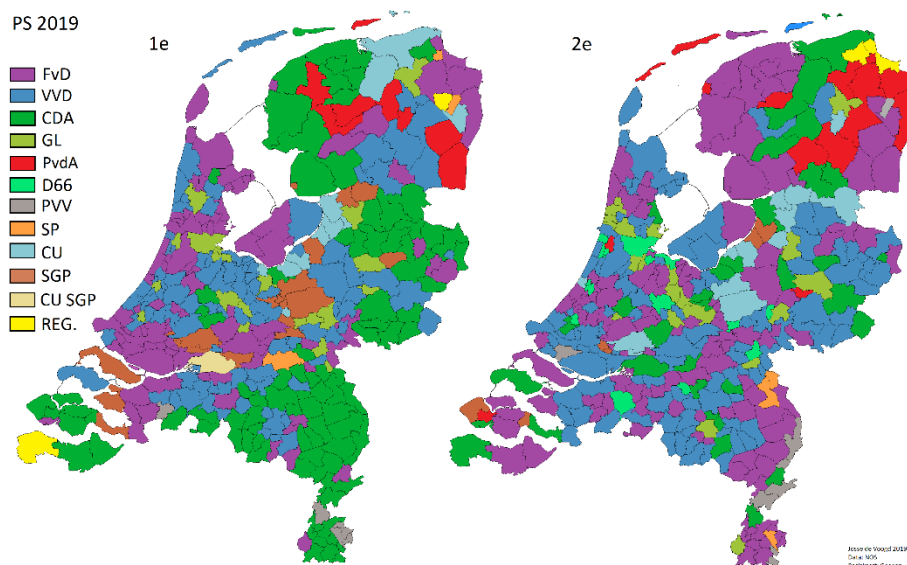 PS 2019
1e
2e
FvD
VVD
CDA
GL
PvdA
D66
PVV
SP
CU
SGP
CU SGP
REG.
Josse de Voogd 2019
Data: NOS